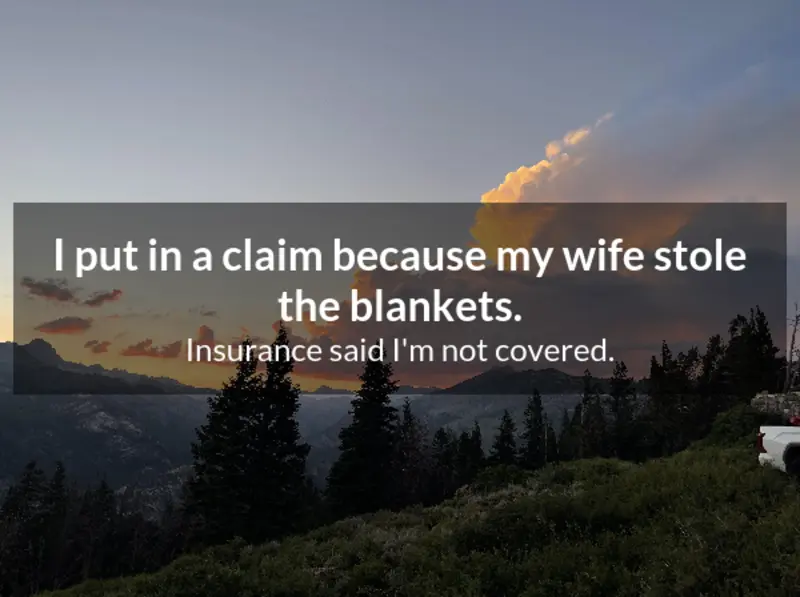 I put in a claim because my wife stole
the blankets.
Insurance said I'm not covered.